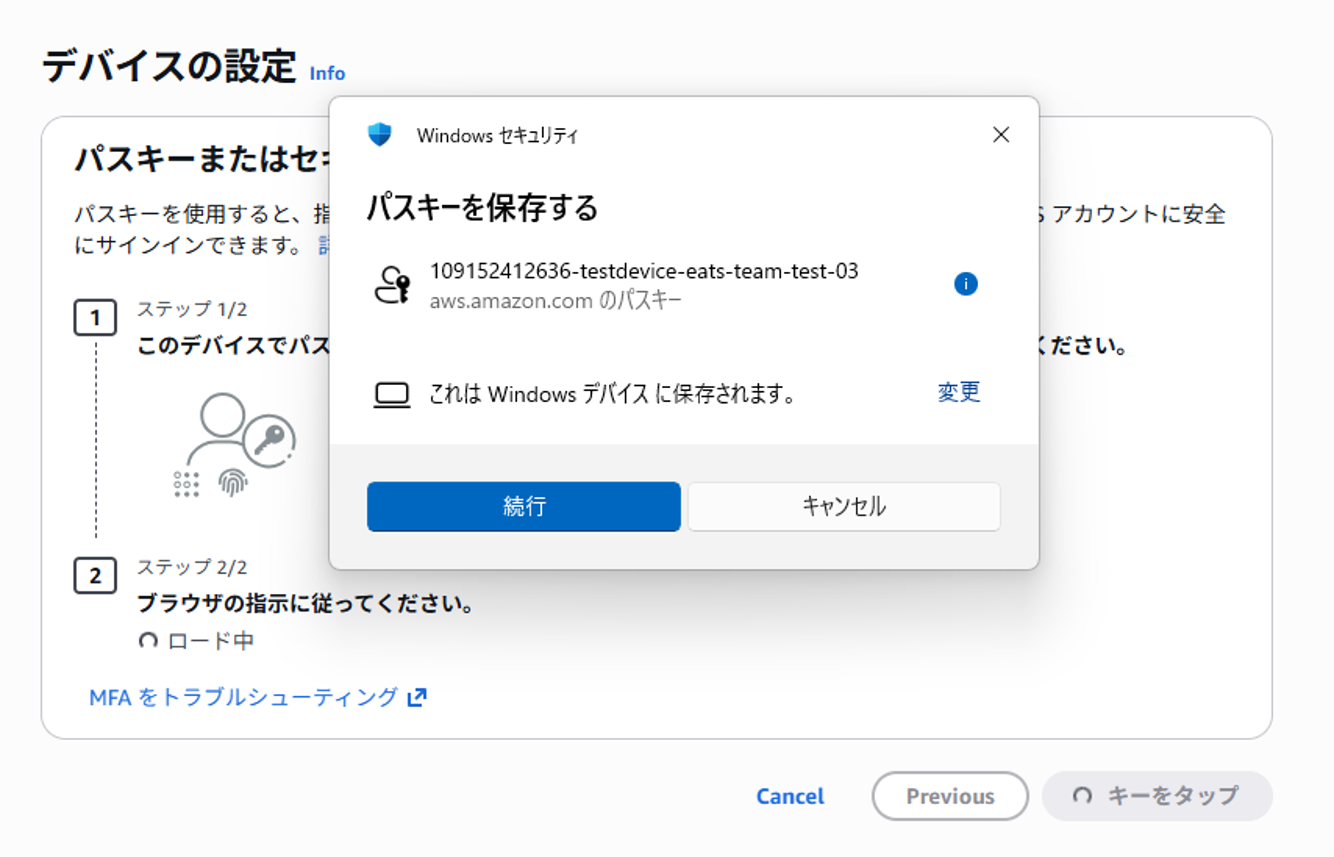 デバイスの設定 Info
パスキーまたはセキ
パスキーを使用すると、指
S アカウントに安全
にサインインできます。
1
ステップ 1/2
このデバイスでパス
ください。
Windows セキュリティ
パスキーを保存する
109152412636-testdevice-eats-team-test-03
aws.amazon.com のパスキー
これは Windows デバイス に保存されます。
変更
続行
キャンセル
2
ステップ 2/2
ブラウザの指示に従ってください。
ロード中
MFA をトラブルシューティング
Cancel
Previous
キーをタップ